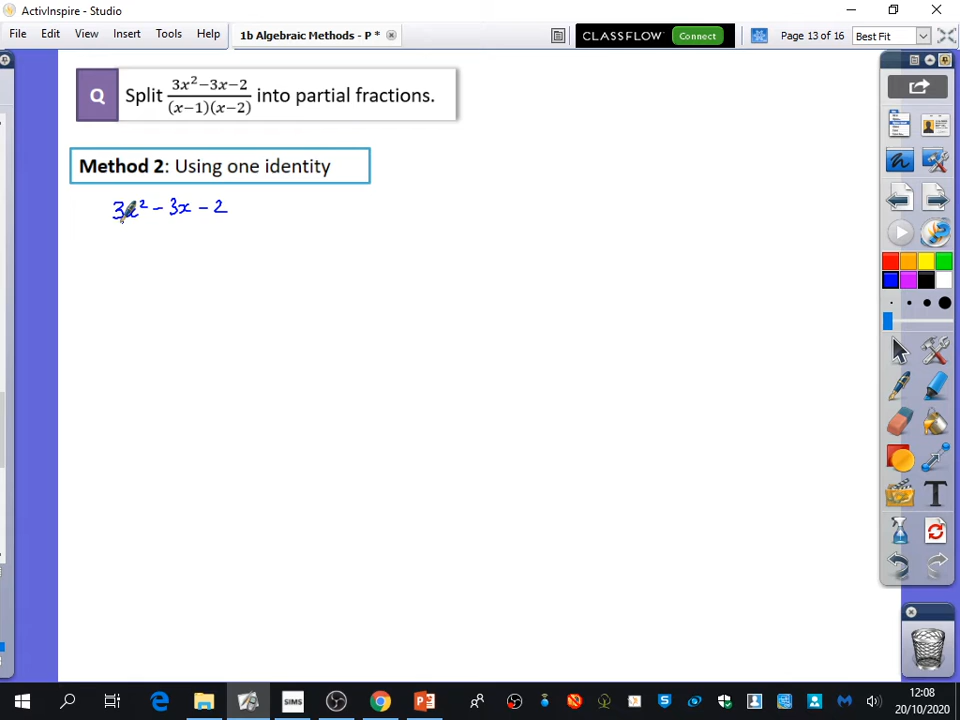 ActivInspire - Studio
File Edit View Insert Tools Help 1b Algebraic Methods - P * CLASSFLOW Connect Page 13 of 16 Best Fit
Q Split (3x²−3x−2)/((x−1)(x−2)) into partial fractions.
Method 2: Using one identity
3x² − 3x − 2
T
SIMS
12:08
20/10/2020